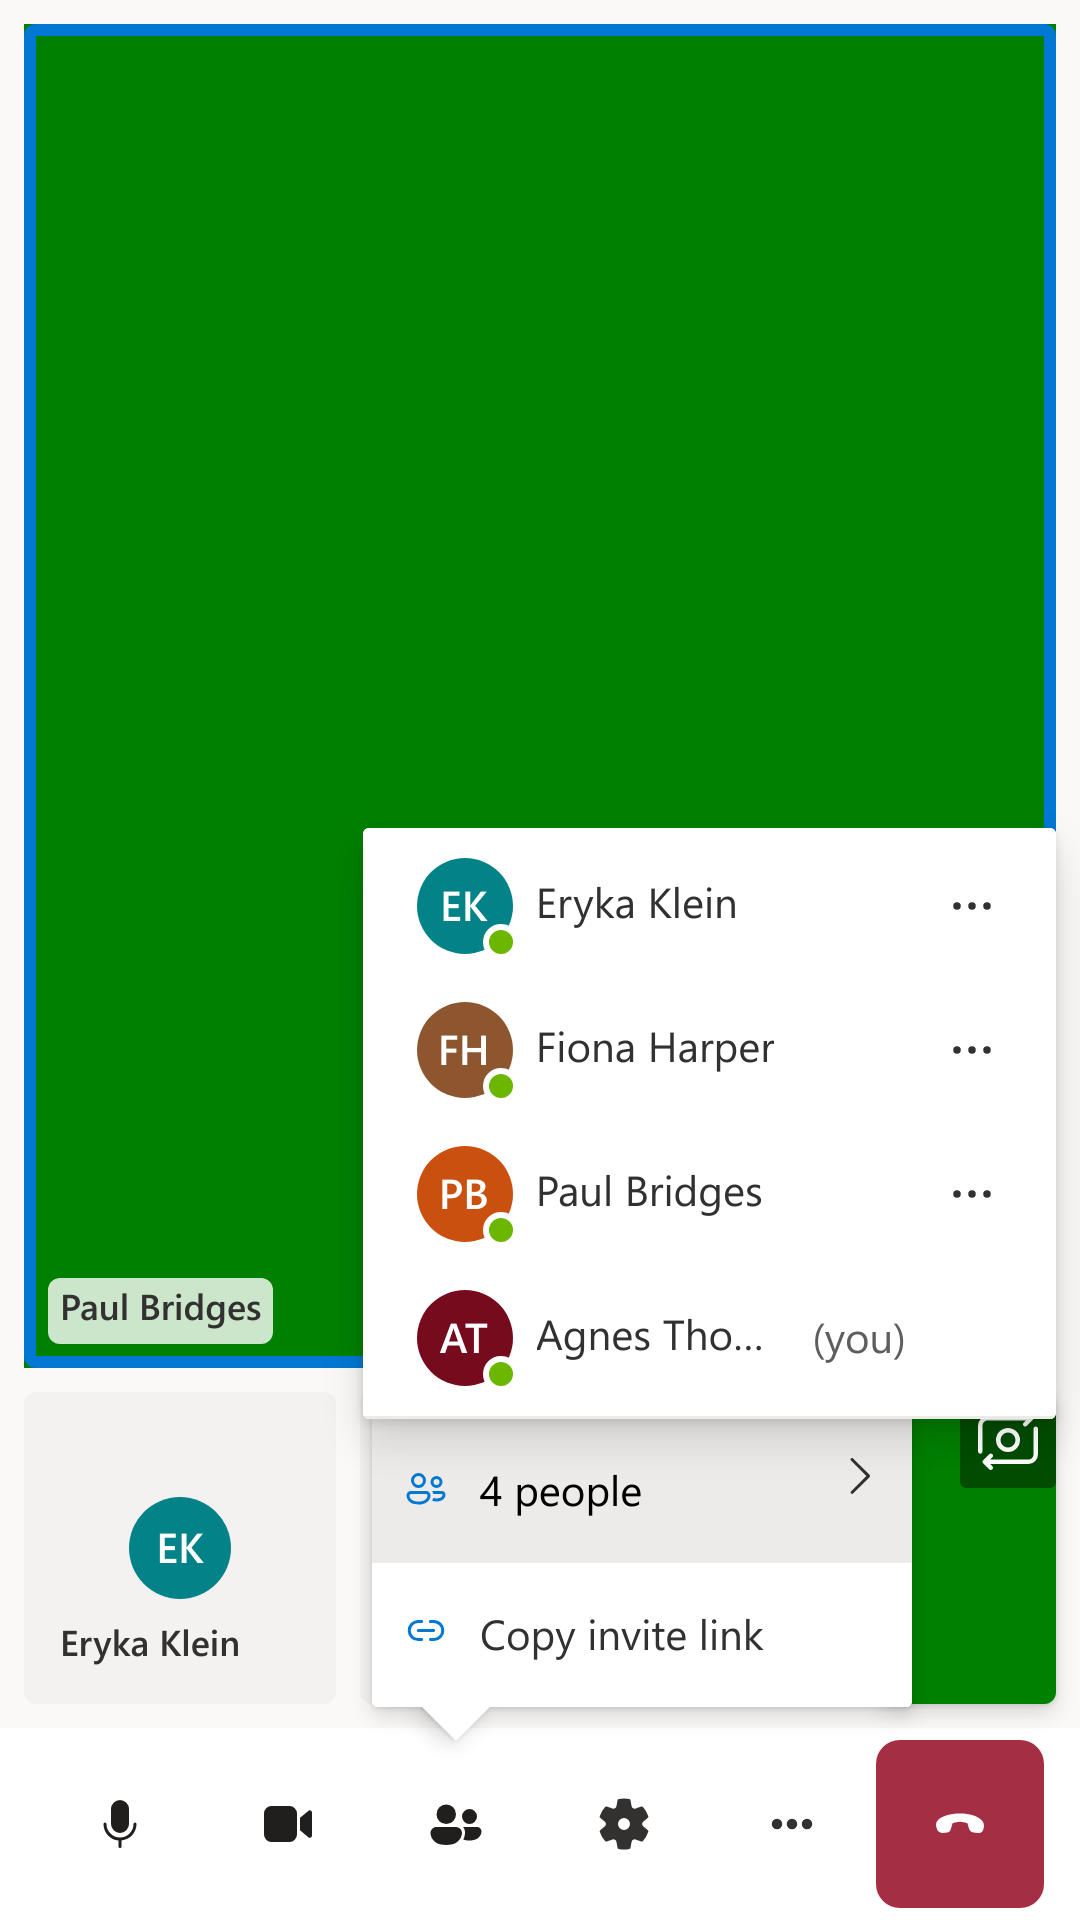 EK Eryka Klein
FH Fiona Harper
PB Paul Bridges
AT Agnes Tho... (you)
Paul Bridges
4 people
Copy invite link
EK
Eryka Klein